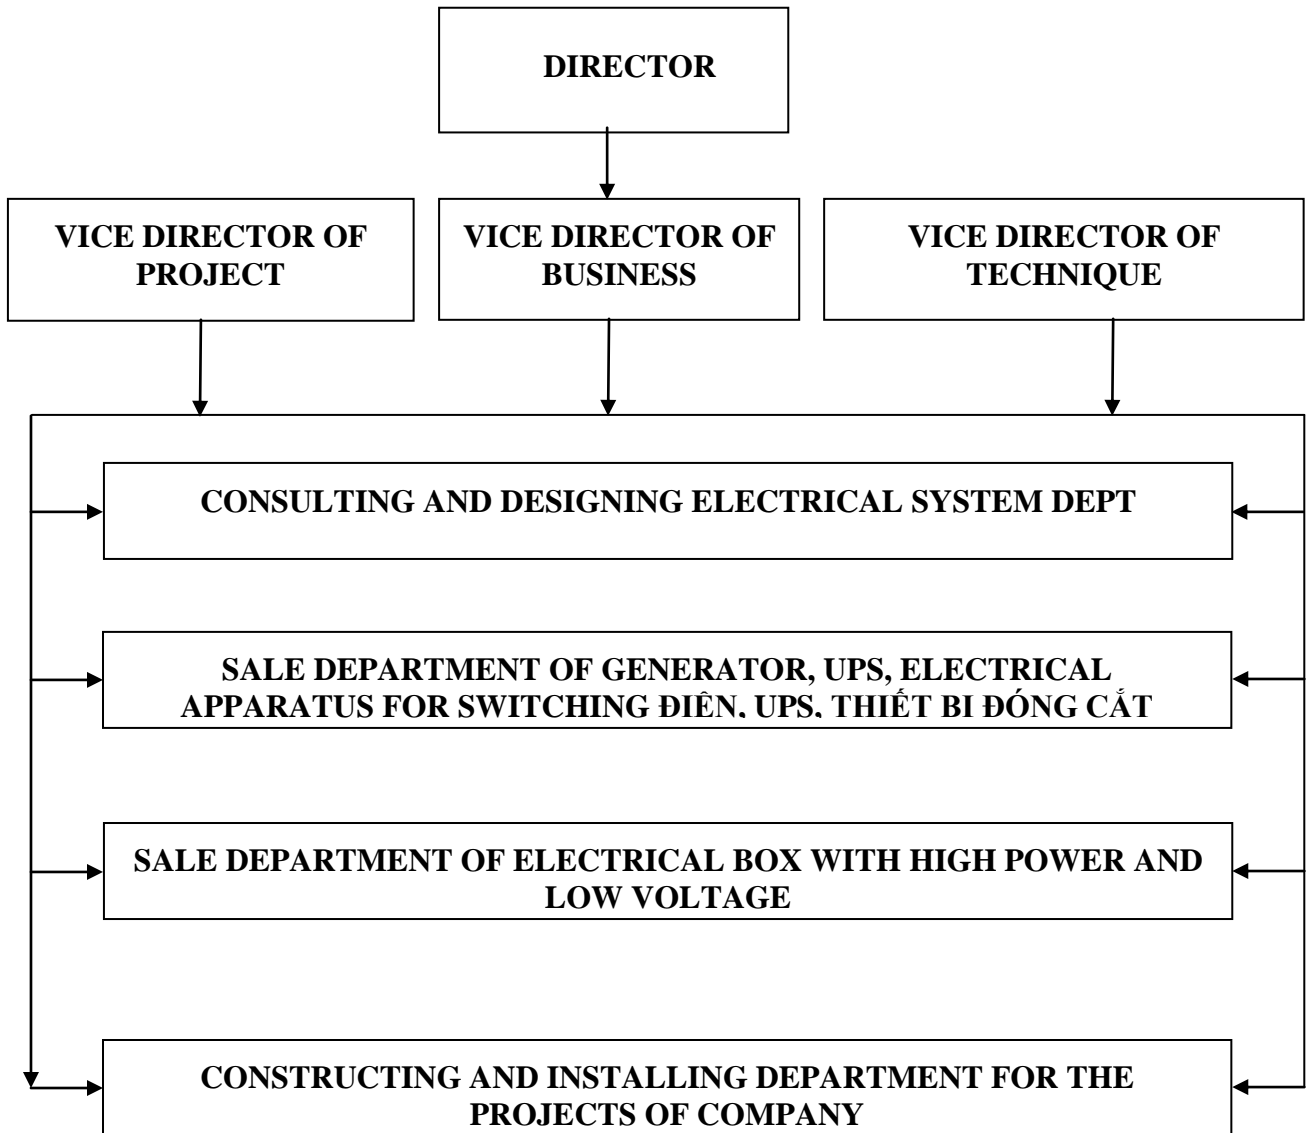 DIRECTOR
VICE DIRECTOR OF
PROJECT
VICE DIRECTOR OF
BUSINESS
VICE DIRECTOR OF
TECHNIQUE
CONSULTING AND DESIGNING ELECTRICAL SYSTEM DEPT
SALE DEPARTMENT OF GENERATOR, UPS, ELECTRICAL
APPARATUS FOR SWITCHING ĐIỆN, UPS, THIẾT BỊ ĐÓNG CẮT
SALE DEPARTMENT OF ELECTRICAL BOX WITH HIGH POWER AND
LOW VOLTAGE
CONSTRUCTING AND INSTALLING DEPARTMENT FOR THE
PROJECTS OF COMPANY